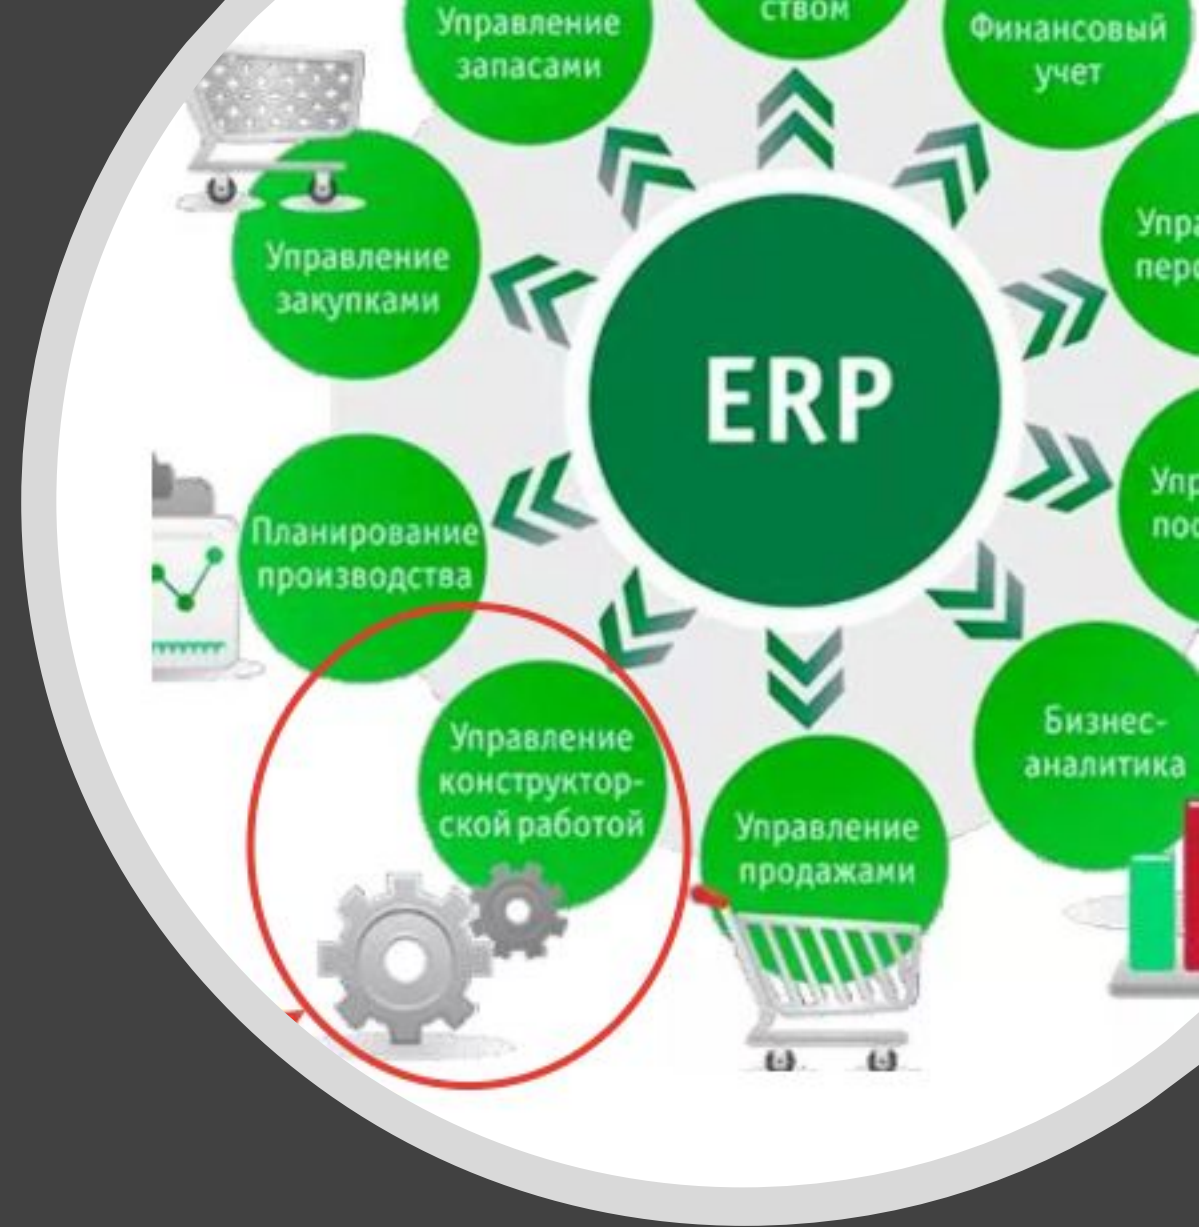 Управление
запасами
ством
Финансовый
учет
Управление
закупками
ERP
Планирование
производства
Управление
конструктор-
ской работой
Управление
продажами
Бизнес-
аналитика